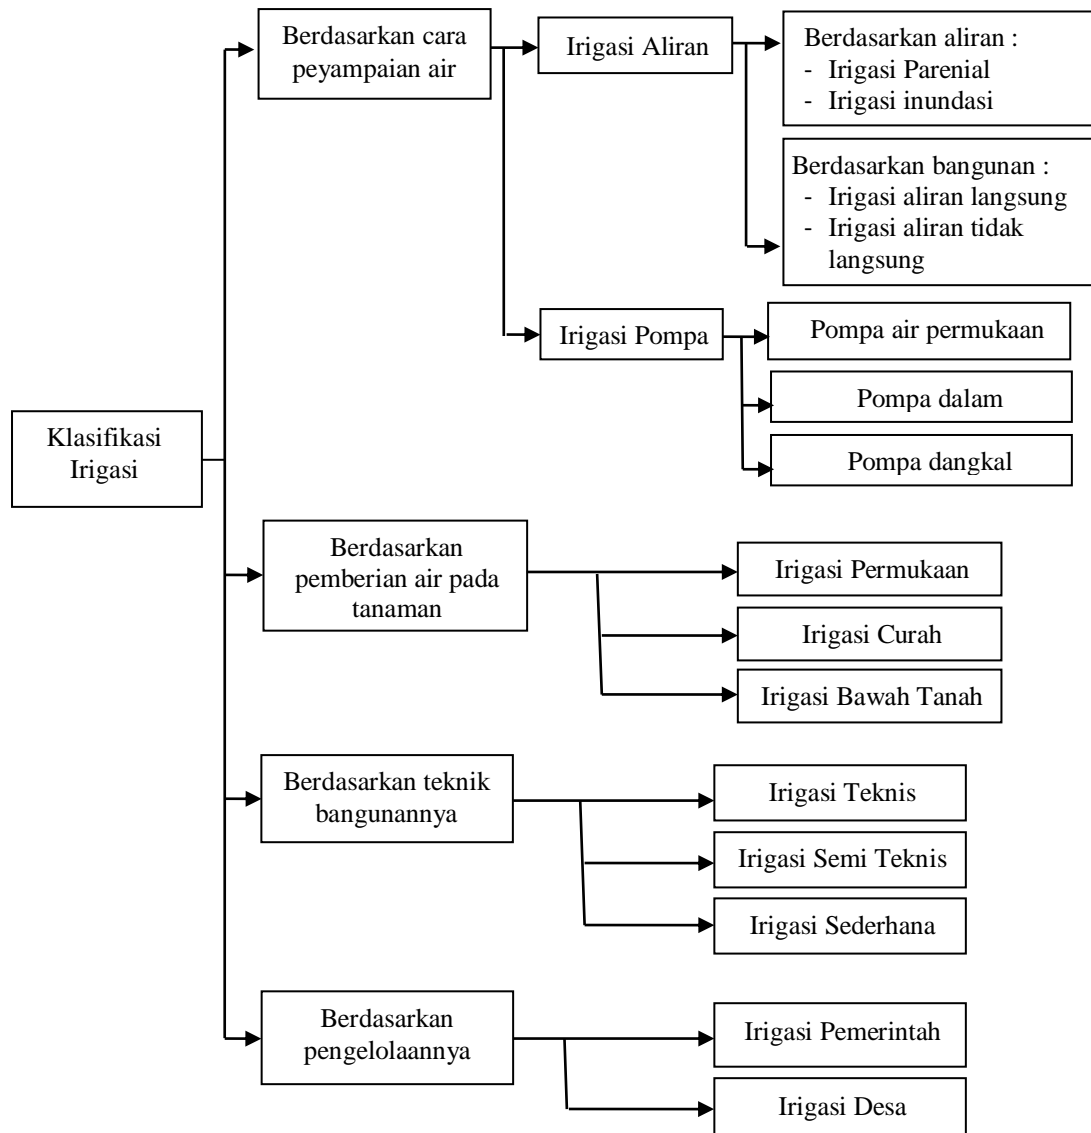 Klasifikasi
Irigasi
Berdasarkan cara
peyampaian air
Irigasi Aliran
Berdasarkan aliran :
- Irigasi Parenial
- Irigasi inundasi
Berdasarkan bangunan :
- Irigasi aliran langsung
- Irigasi aliran tidak
langsung
Irigasi Pompa
Pompa air permukaan
Pompa dalam
Pompa dangkal
Berdasarkan
pemberian air pada
tanaman
Irigasi Permukaan
Irigasi Curah
Irigasi Bawah Tanah
Berdasarkan teknik
bangunannya
Irigasi Teknis
Irigasi Semi Teknis
Irigasi Sederhana
Berdasarkan
pengelolaannya
Irigasi Pemerintah
Irigasi Desa